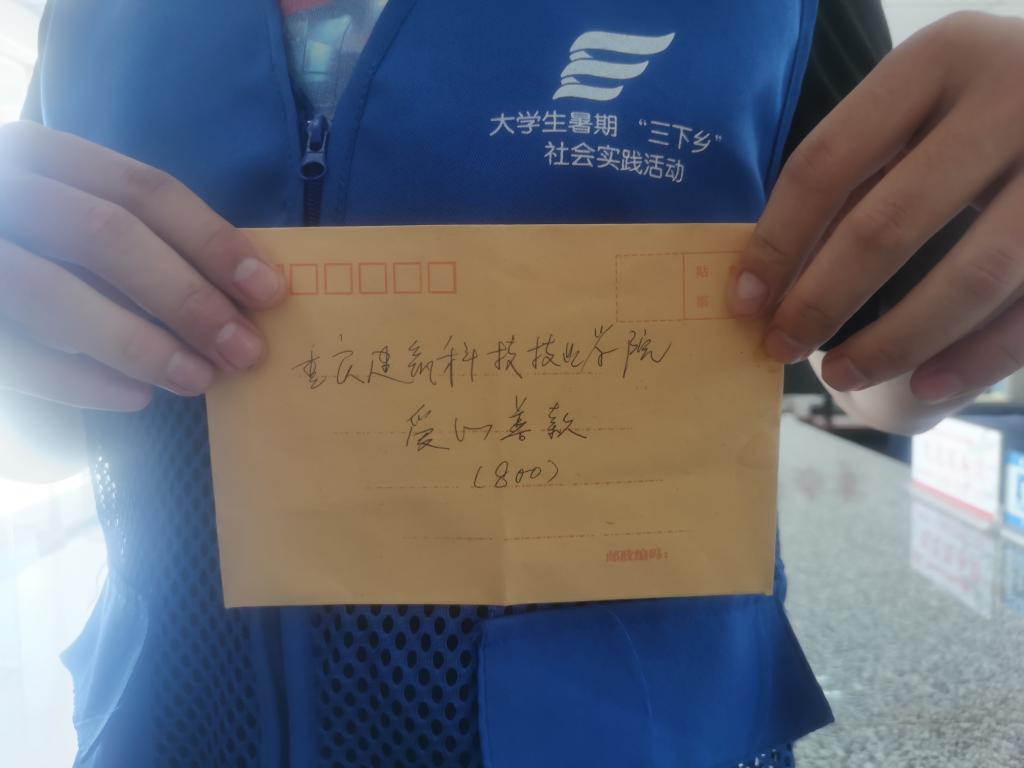 大学生暑期“三下乡”
社会实践活动
贴
票
重庆建筑科技技业学院
爱心善款
(800)
邮政编码：